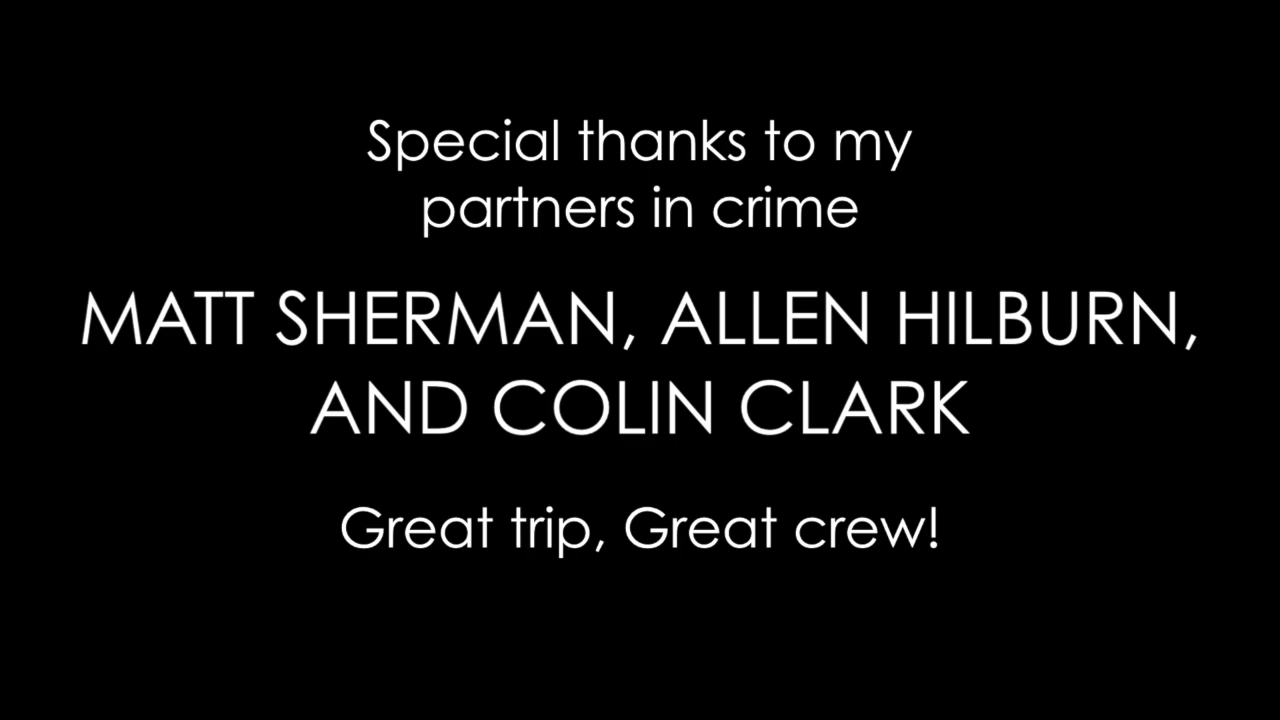 Special thanks to my
partners in crime
MATT SHERMAN, ALLEN HILBURN,
AND COLIN CLARK
Great trip, Great crew!